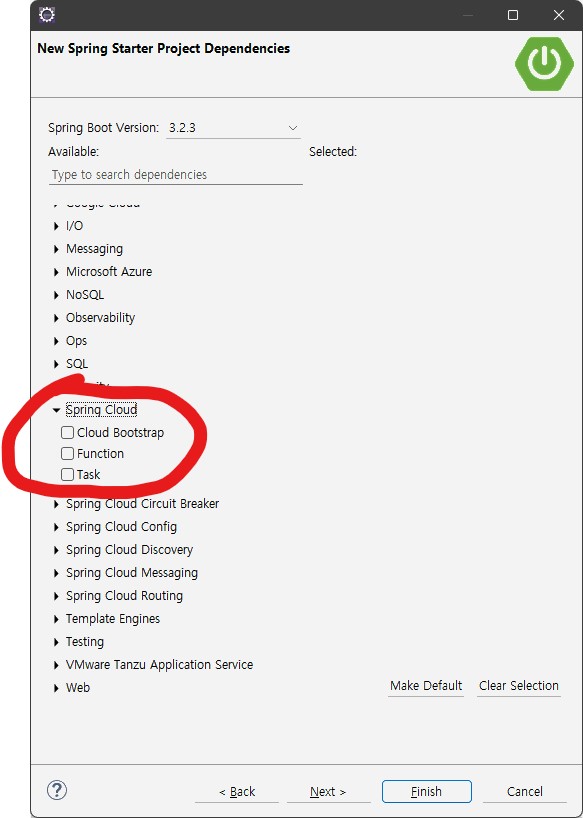 New Spring Starter Project Dependencies
Spring Boot Version: 3.2.3
Available: Selected:
Type to search dependencies
I/O
Messaging
Microsoft Azure
NoSQL
Observability
Ops
SQL
Spring Cloud
Cloud Bootstrap
Function
Task
Spring Cloud Circuit Breaker
Spring Cloud Config
Spring Cloud Discovery
Spring Cloud Messaging
Spring Cloud Routing
Template Engines
Testing
VMware Tanzu Application Service
Web
Make Default Clear Selection
? < Back Next > Finish Cancel